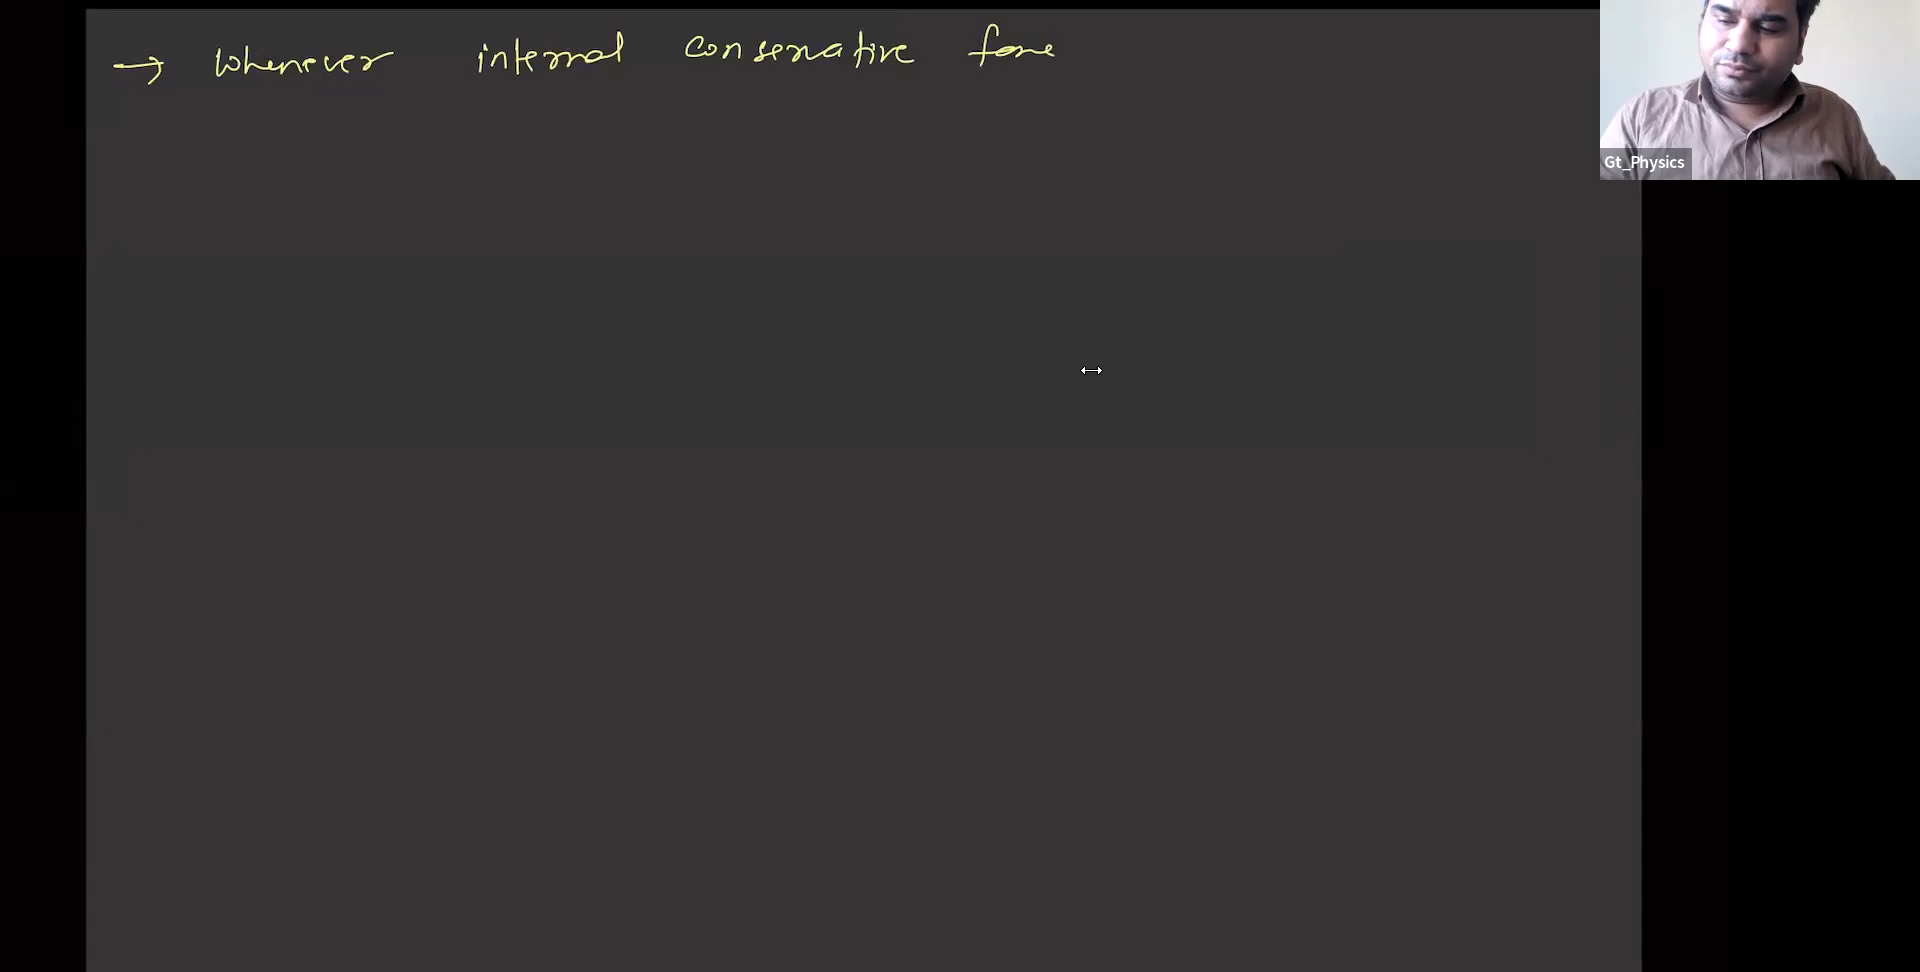 → Whenever internal conservative force
Gt_Physics